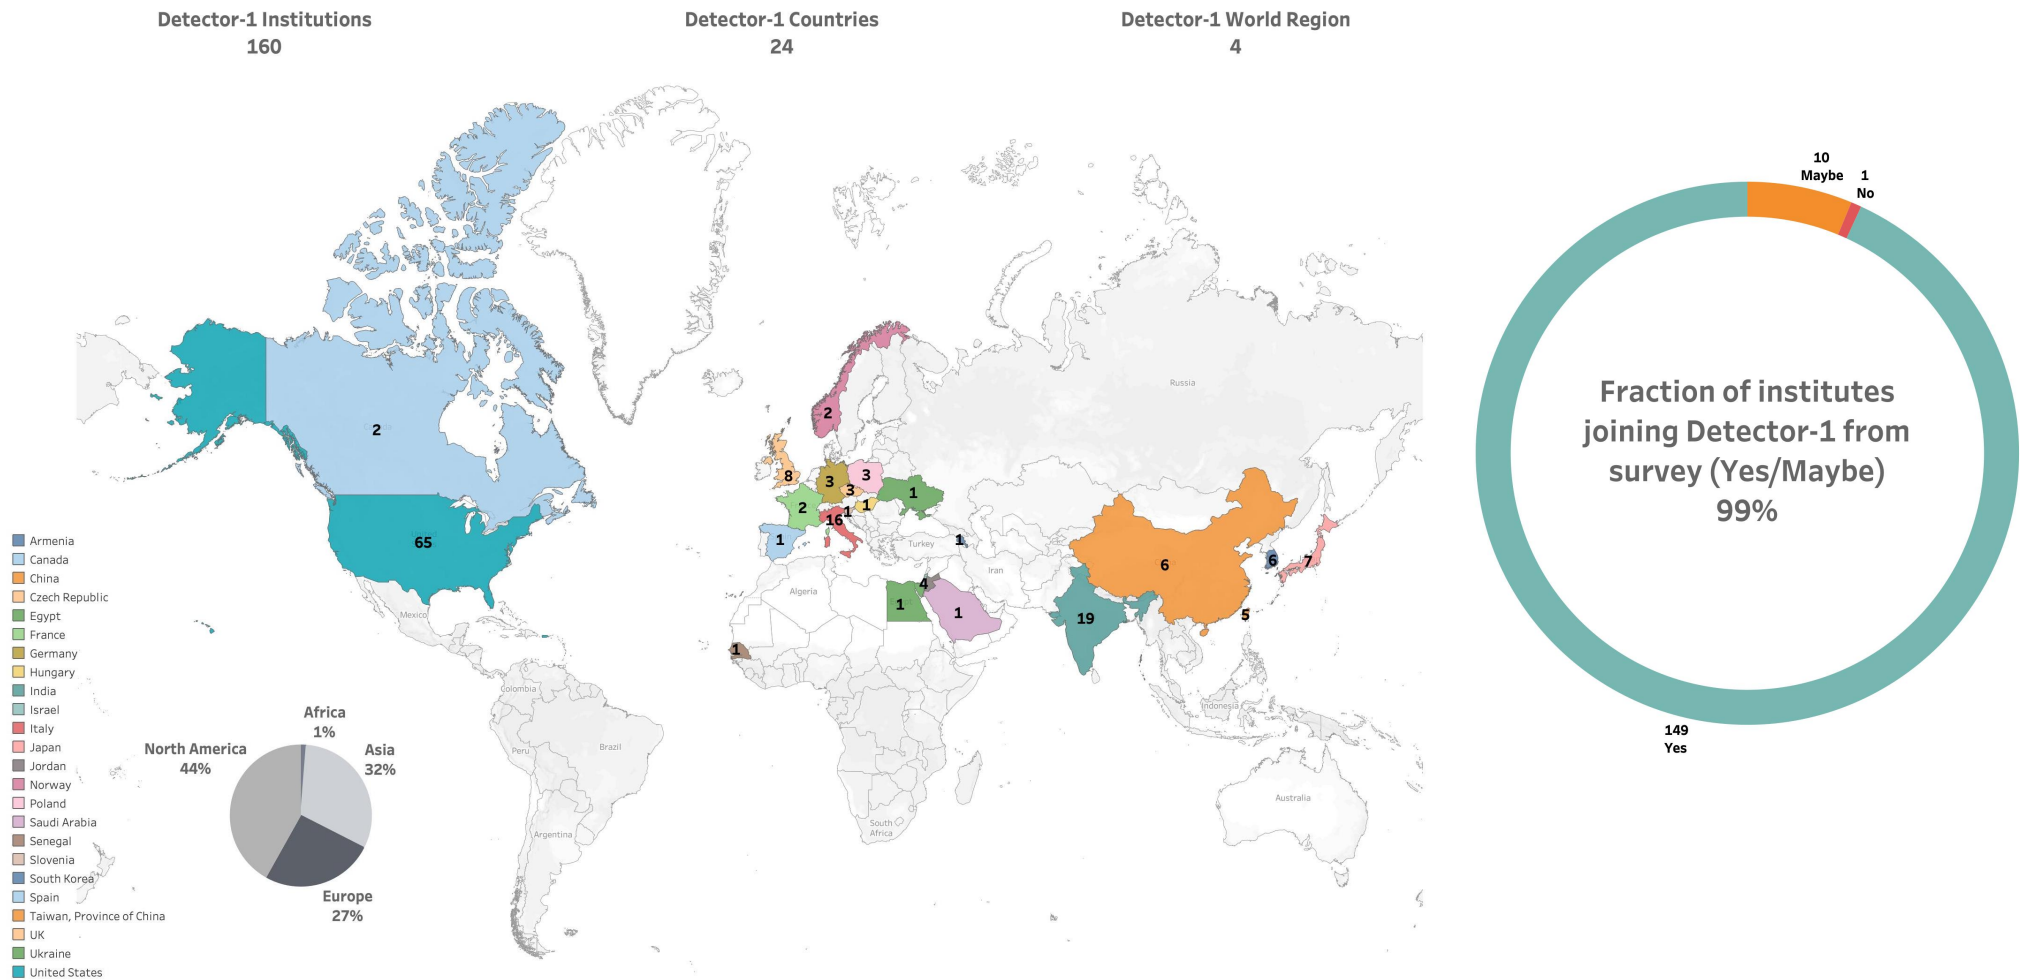 Detector-1 Institutions
160
Detector-1 Countries
24
Detector-1 World Region
4
10
Maybe
1
No
Fraction of institutes
joining Detector-1 from
survey (Yes/Maybe)
99%
149
Yes
Russia
2
2
8
3
3
3
1
2
1
16
1
1
65
1
Turkey
Iran
6
6
7
Algeria
1
4
1
19
5
Mexico
1
Colombia
Indonesia
Peru
Brazil
Australia
South
Africa
Argentina
Armenia
Canada
China
Czech Republic
Egypt
France
Germany
Hungary
India
Israel
Italy
Japan
Jordan
Norway
Poland
Saudi Arabia
Senegal
Slovenia
South Korea
Spain
Taiwan, Province of China
UK
Ukraine
United States
Africa
1%
North America
44%
Asia
32%
Europe
27%